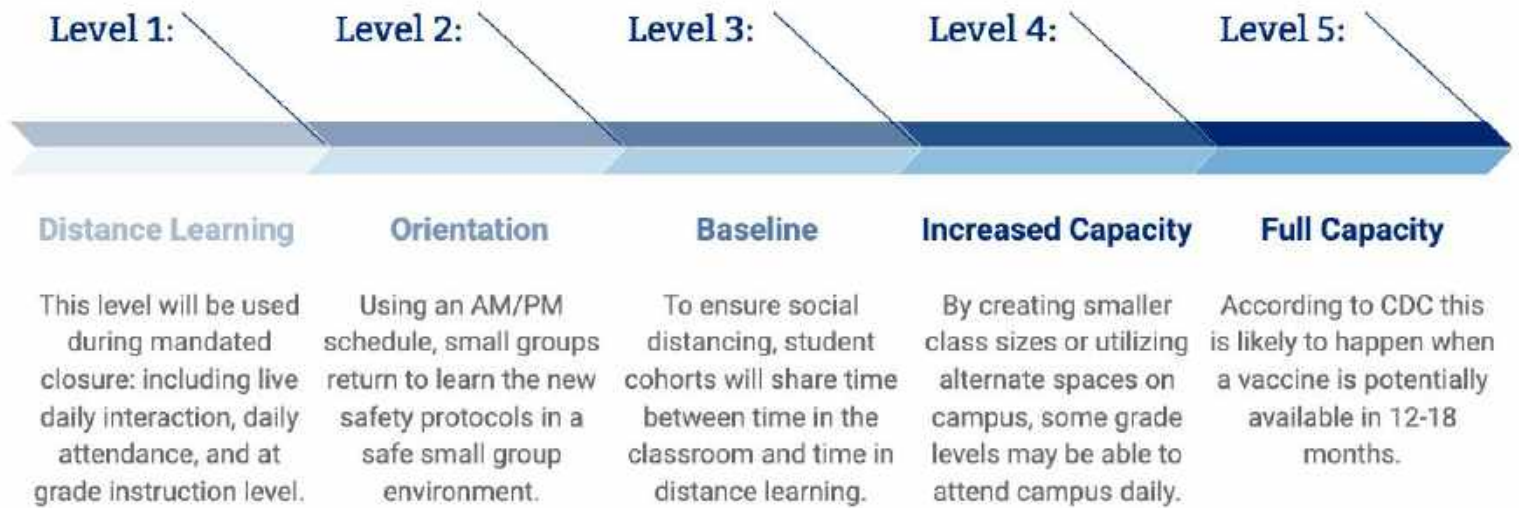 Level 1:
Level 2:
Level 3:
Level 4:
Level 5:
Distance Learning
This level will be used
during mandated
closure: including live
daily interaction, daily
attendance, and at
grade instruction level.
Orientation
Using an AM/PM
schedule, small groups
return to learn the new
safety protocols in a
safe small group
environment.
Baseline
To ensure social
distancing, student
cohorts will share time
between time in the
classroom and time in
distance learning.
Increased Capacity
By creating smaller
class sizes or utilizing
alternate spaces on
campus, some grade
levels may be able to
attend campus daily.
Full Capacity
According to CDC this
is likely to happen when
a vaccine is potentially
available in 12-18
months.